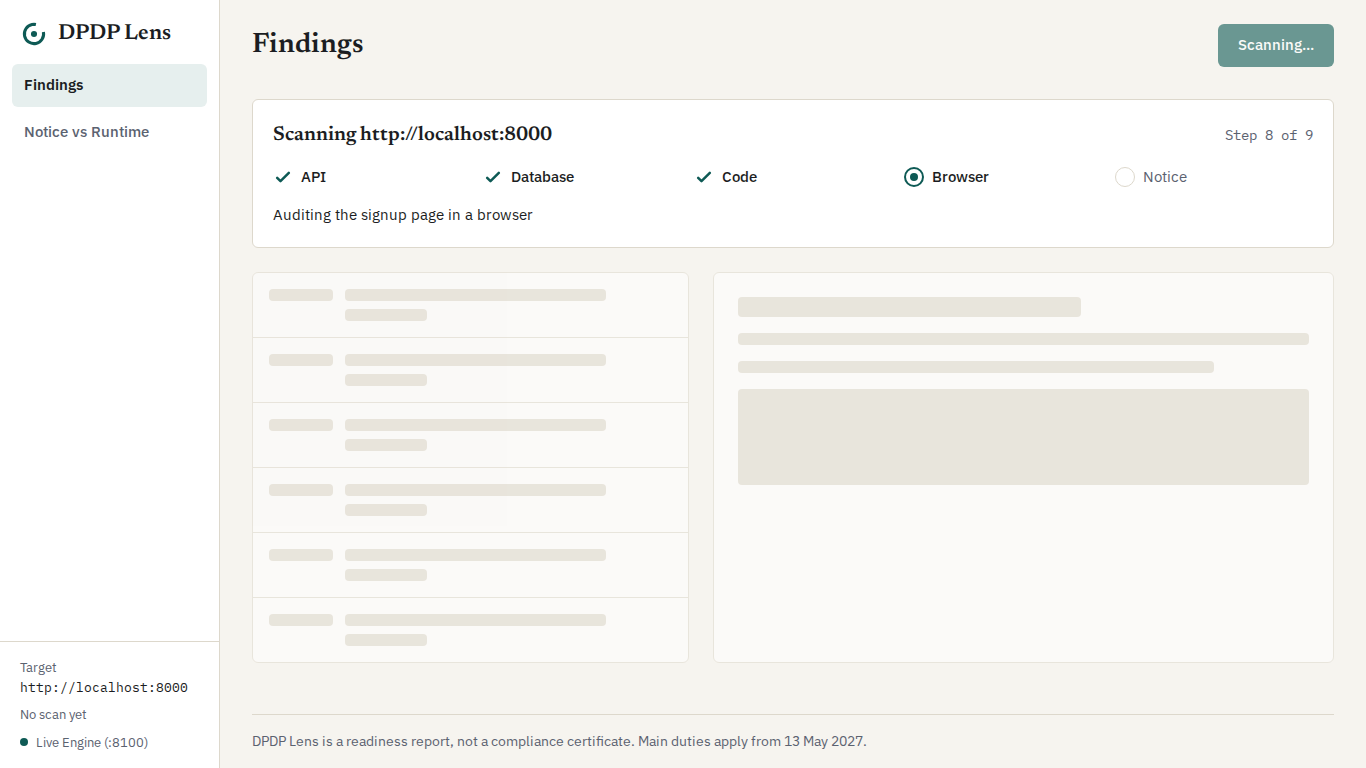 DPDP Lens
Findings
Notice vs Runtime
Target
http://localhost:8000
No scan yet
Live Engine (:8100)
Findings
Scanning…
Scanning http://localhost:8000
Step 8 of 9
API
Database
Code
Browser
Notice
Auditing the signup page in a browser
DPDP Lens is a readiness report, not a compliance certificate. Main duties apply from 13 May 2027.